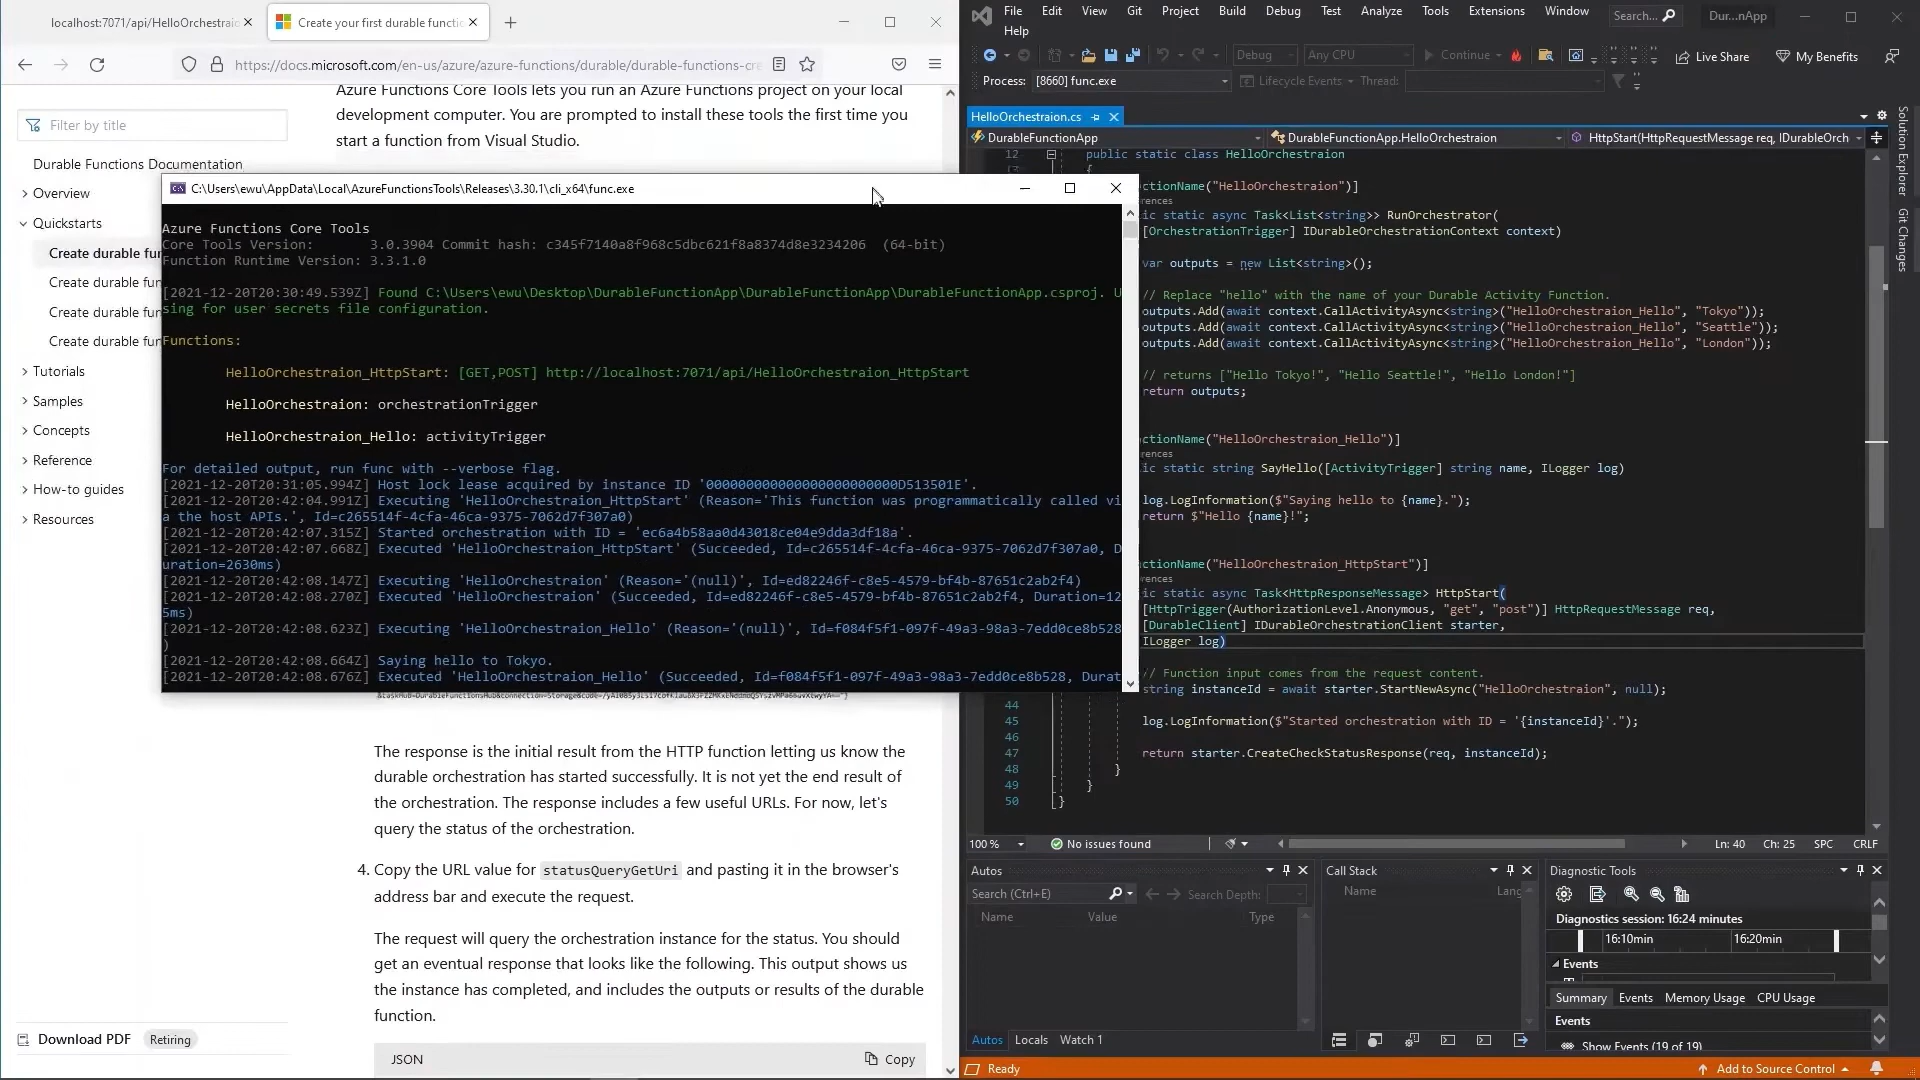 localhost:7071/api/HelloOrchestraio
Create your first durable functio
https://docs.microsoft.com/en-us/azure/azure-functions/durable/durable-functions-cre
Filter by title
Durable Functions Documentation
Overview
Quickstarts
Create durable fun
Create durable fu
Create durable fu
Create durable fu
Tutorials
Samples
Concepts
Reference
How-to guides
Resources
Download PDF
Retiring
Azure Functions Core Tools lets you run an Azure Functions project on your local
development computer. You are prompted to install these tools the first time you
start a function from Visual Studio.
C:\Users\ewu\AppData\Local\AzureFunctionsTools\Releases\3.30.1\cli_x64\func.exe
Azure Functions Core Tools
Core Tools Version: 3.0.3904 Commit hash: c345f7140a8f968c5dbc621f8a8374d8e3234206 (64-bit)
Function Runtime Version: 3.3.1.0
[2021-12-20T20:30:49.539Z] Found C:\Users\ewu\Desktop\DurableFunctionApp\DurableFunctionApp\DurableFunctionApp.csproj. U
sing for user secrets file configuration.
Functions:
HelloOrchestraion_HttpStart: [GET,POST] http://localhost:7071/api/HelloOrchestraion_HttpStart
HelloOrchestraion: orchestrationTrigger
HelloOrchestraion_Hello: activityTrigger
For detailed output, run func with --verbose flag.
[2021-12-20T20:31:05.994Z] Host lock lease acquired by instance ID '000000000000000000000000D513501E'.
[2021-12-20T20:42:04.991Z] Executing 'HelloOrchestraion_HttpStart' (Reason='This function was programmatically called vi
a the host APIs.', Id=c265514f-4cfa-46ca-9375-7062d7f307a0)
[2021-12-20T20:42:07.315Z] Started orchestration with ID = 'ec6a4b58aa0d43018ce04e9dda3df18a'.
[2021-12-20T20:42:07.668Z] Executed 'HelloOrchestraion_HttpStart' (Succeeded, Id=c265514f-4cfa-46ca-9375-7062d7f307a0, D
uration=2630ms)
[2021-12-20T20:42:08.147Z] Executing 'HelloOrchestraion' (Reason='(null)', Id=ed82246f-c8e5-4579-bf4b-87651c2ab2f4)
[2021-12-20T20:42:08.270Z] Executed 'HelloOrchestraion' (Succeeded, Id=ed82246f-c8e5-4579-bf4b-87651c2ab2f4, Duration=12
5ms)
[2021-12-20T20:42:08.623Z] Executing 'HelloOrchestraion_Hello' (Reason='(null)', Id=f084f5f1-097f-49a3-98a3-7edd0ce8b528
)
[2021-12-20T20:42:08.664Z] Saying hello to Tokyo.
[2021-12-20T20:42:08.676Z] Executed 'HelloOrchestraion_Hello' (Succeeded, Id=f084f5f1-097f-49a3-98a3-7edd0ce8b528, Durat
The response is the initial result from the HTTP function letting us know the
durable orchestration has started successfully. It is not yet the end result of
the orchestration. The response includes a few useful URLs. For now, let's
query the status of the orchestration.
4. Copy the URL value for statusQueryGetUri and pasting it in the browser's
address bar and execute the request.
The request will query the orchestration instance for the status. You should
get an eventual response that looks like the following. This output shows us
the instance has completed, and includes the outputs or results of the durable
function.
JSON
Copy
File Edit View Git Project Build Debug Test Analyze Tools Extensions Window
Help
Search...
Dur...nApp
Debug
Any CPU
Continue
Live Share
My Benefits
Process: [8660] func.exe
Lifecycle Events
Thread:
HelloOrchestraion.cs
DurableFunctionApp
DurableFunctionApp.HelloOrchestraion
HttpStart(HttpRequestMessage req, IDurableOrch
Solution Explorer
Git Changes
12 public static class HelloOrchestraion
{
ctionName("HelloOrchestraion")]
rences
ic static async Task<List<string>> RunOrchestrator(
[OrchestrationTrigger] IDurableOrchestrationContext context)
var outputs = new List<string>();
// Replace "hello" with the name of your Durable Activity Function.
outputs.Add(await context.CallActivityAsync<string>("HelloOrchestraion_Hello", "Tokyo"));
outputs.Add(await context.CallActivityAsync<string>("HelloOrchestraion_Hello", "Seattle"));
outputs.Add(await context.CallActivityAsync<string>("HelloOrchestraion_Hello", "London"));
// returns ["Hello Tokyo!", "Hello Seattle!", "Hello London!"]
return outputs;
ctionName("HelloOrchestraion_Hello")]
rences
ic static string SayHello([ActivityTrigger] string name, ILogger log)
log.LogInformation($"Saying hello to {name}.");
return $"Hello {name}!";
ctionName("HelloOrchestraion_HttpStart")]
rences
ic static async Task<HttpResponseMessage> HttpStart(
[HttpTrigger(AuthorizationLevel.Anonymous, "get", "post")] HttpRequestMessage req,
[DurableClient] IDurableOrchestrationClient starter,
ILogger log)
// Function input comes from the request content.
string instanceId = await starter.StartNewAsync("HelloOrchestraion", null);
44
45 log.LogInformation($"Started orchestration with ID = '{instanceId}'.");
46
47 return starter.CreateCheckStatusResponse(req, instanceId);
48 }
49 }
50 }
100 %
No issues found
Ln: 40 Ch: 25 SPC CRLF
Autos
Search (Ctrl+E)
Search Depth:
Name Value Type
Autos Locals Watch 1
Call Stack
Name Lang
Diagnostic Tools
Diagnostics session: 16:24 minutes
16:10min 16:20min
Events
Summary Events Memory Usage CPU Usage
Events
Show Events (19 of 19)
Ready
Add to Source Control